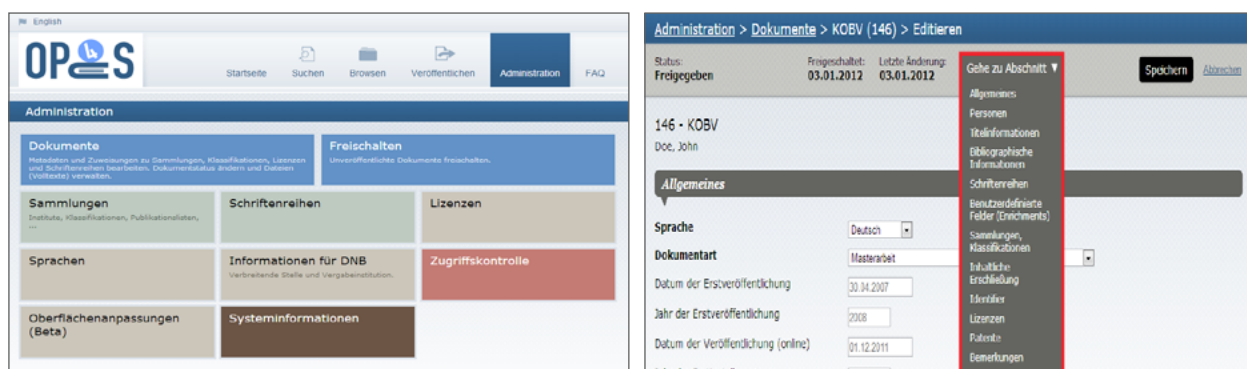 English
OPUS 4
Startseite Suchen Browsen Veröffentlichen Administration FAQ
Administration
Dokumente
Metadaten und Zuweisungen zu Sammlungen, Klassifikationen, Lizenzen
und Schriftenreihen bearbeiten. Dokumentstatus ändern und Dateien
(Volltexte) verwalten.
Freischalten
Unveröffentlichte Dokumente freischalten.
Sammlungen
Institute, Klassifikationen, Publikationslisten,
...
Schriftenreihen
Lizenzen
Sprachen
Informationen für DNB
Verbreitende Stelle und Vergabeinstitution.
Zugriffskontrolle
Oberflächenanpassungen
(Beta)
Systeminformationen
Administration > Dokumente > KOBV (146) > Editieren
Status: Freigeschaltet: Letzte Änderung:
Freigegeben 03.01.2012 03.01.2012
Gehe zu Abschnitt ▼
Speichern Abbrechen
Allgemeines
Personen
Titelinformationen
Bibliographische
Informationen
Schriftenreihen
Benutzerdefinierte
Felder (Enrichments)
Sammlungen,
Klassifikationen
Inhaltliche
Erschließung
Identifier
Lizenzen
Patente
Bemerkungen
146 - KOBV
Doe, John
Allgemeines
Sprache Deutsch
Dokumentart Masterarbeit
Datum der Erstveröffentlichung 30.04.2007
Jahr der Erstveröffentlichung 2008
Datum der Veröffentlichung (online) 01.12.2011